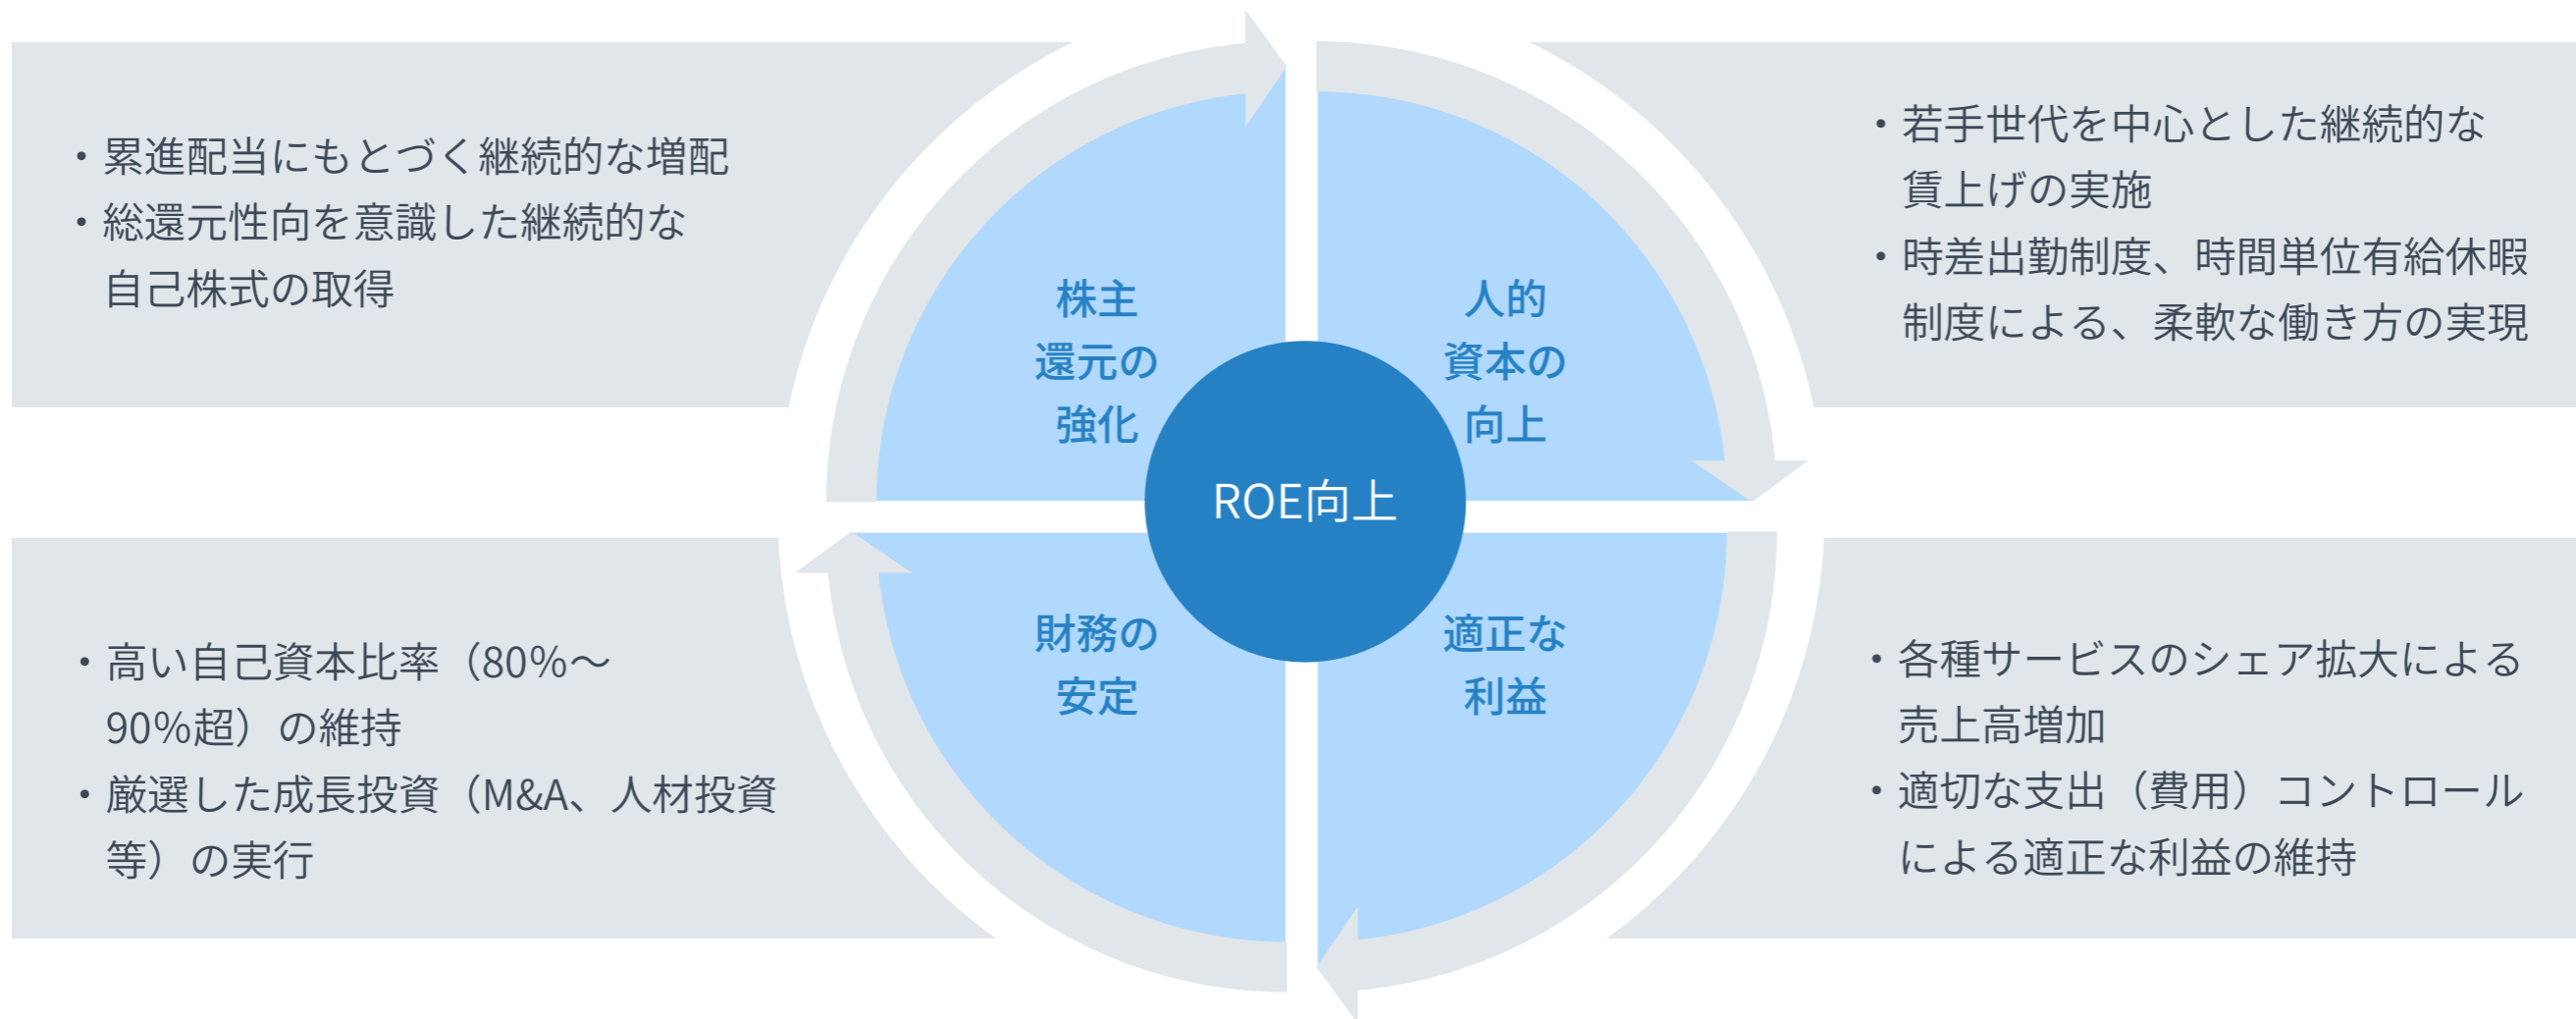 ・累進配当にもとづく継続的な増配
・総還元性向を意識した継続的な
自己株式の取得
株主
還元の
強化
人的
資本の
向上
・若手世代を中心とした継続的な
賃上げの実施
・時差出勤制度、時間単位有給休暇
制度による、柔軟な働き方の実現
ROE向上
・高い自己資本比率（80％～
90％超）の維持
・厳選した成長投資（M&A、人材投資
等）の実行
財務の
安定
適正な
利益
・各種サービスのシェア拡大による
売上高増加
・適切な支出（費用）コントロール
による適正な利益の維持